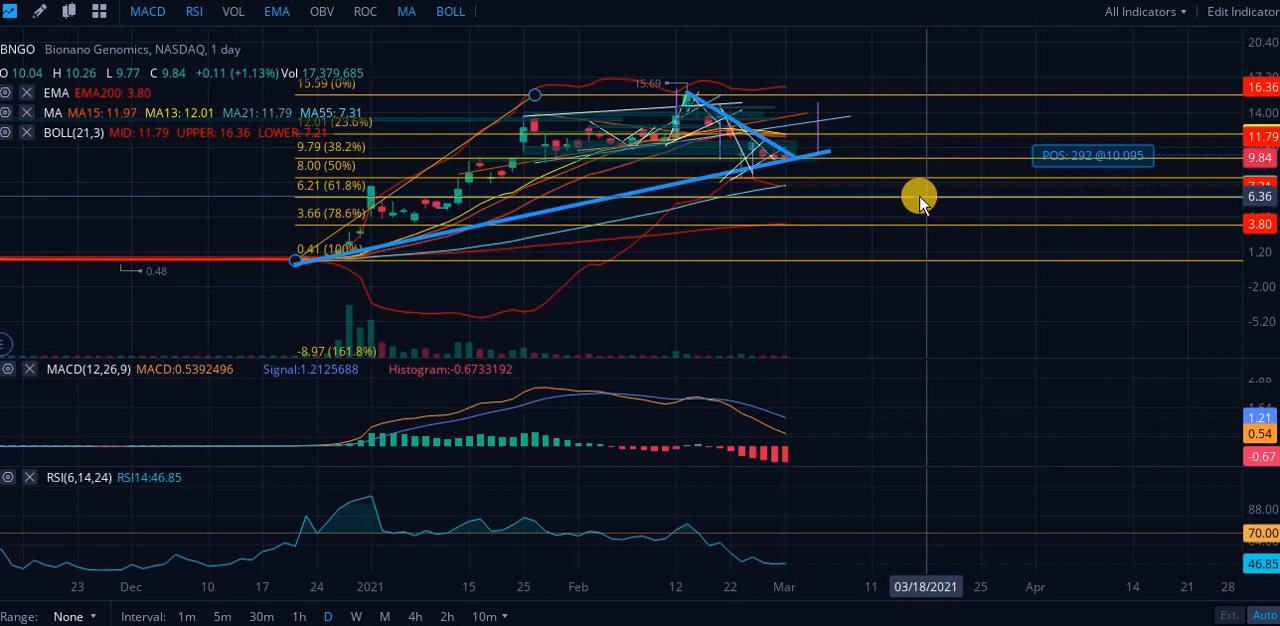 MACD RSI VOL EMA OBV ROC MA BOLL All Indicators Edit Indicator
BNGO Bionano Genomics, NASDAQ, 1 day
O 10.04 H 10.26 L 9.77 C 9.84 +0.11 (+1.13%) Vol 17,379,685
EMA EMA200: 3.80
MA MA15: 11.97 MA13: 12.01 MA21: 11.79 MA55: 7.31
BOLL(21,3) MID: 11.79 UPPER: 16.36 LOWER: 7.21
15.59 (0%)
12.01 (23.6%)
9.79 (38.2%)
8.00 (50%)
6.21 (61.8%)
3.66 (78.6%)
0.41 (100%)
-8.97 (161.8%)
15.69
0.48
POS: 292 @10.095
20.40
16.36
14.00
11.79
9.84
6.36
3.80
1.20
-2.00
-5.20
MACD(12,26,9) MACD:0.5392496 Signal:1.2125688 Histogram:-0.6733192
1.21
0.54
-0.67
RSI(6,14,24) RSI14:46.85
88.00
70.00
46.85
23 Dec 10 17 24 2021 15 25 Feb 12 22 Mar 11 03/18/2021 25 Apr 14 21 28
Range: None Interval: 1m 5m 30m 1h D W M 4h 2h 10m Ext. Auto